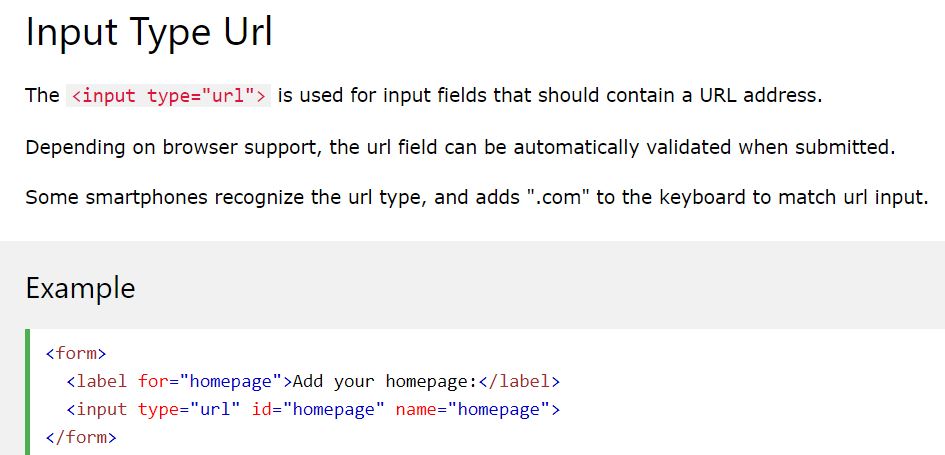 Input Type Url
The <input type="url"> is used for input fields that should contain a URL address.
Depending on browser support, the url field can be automatically validated when submitted.
Some smartphones recognize the url type, and adds ".com" to the keyboard to match url input.
Example
<form>
  <label for="homepage">Add your homepage:</label>
  <input type="url" id="homepage" name="homepage">
</form>